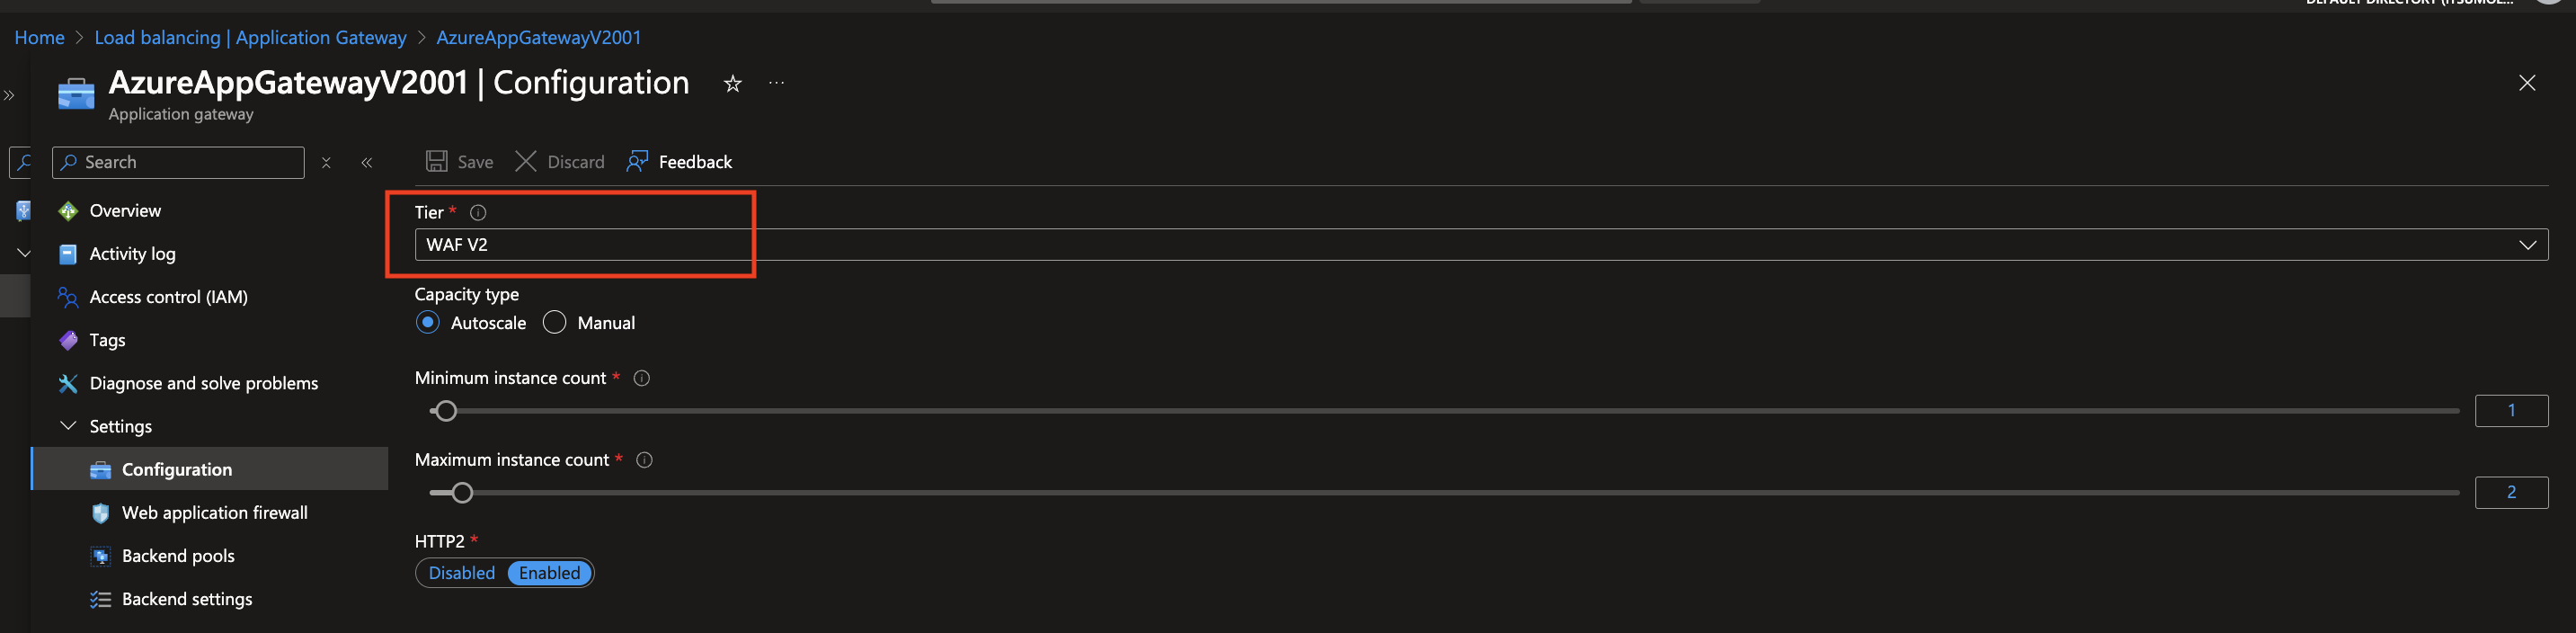 Home > Load balancing | Application Gateway > AzureAppGatewayV2001
AzureAppGatewayV2001 | Configuration
Application gateway
Search
Save Discard Feedback
Overview
Activity log
Access control (IAM)
Tags
Diagnose and solve problems
Settings
Configuration
Web application firewall
Backend pools
Backend settings
Tier *
WAF V2
Capacity type
Autoscale Manual
Minimum instance count *
1
Maximum instance count *
2
HTTP2 *
Disabled Enabled